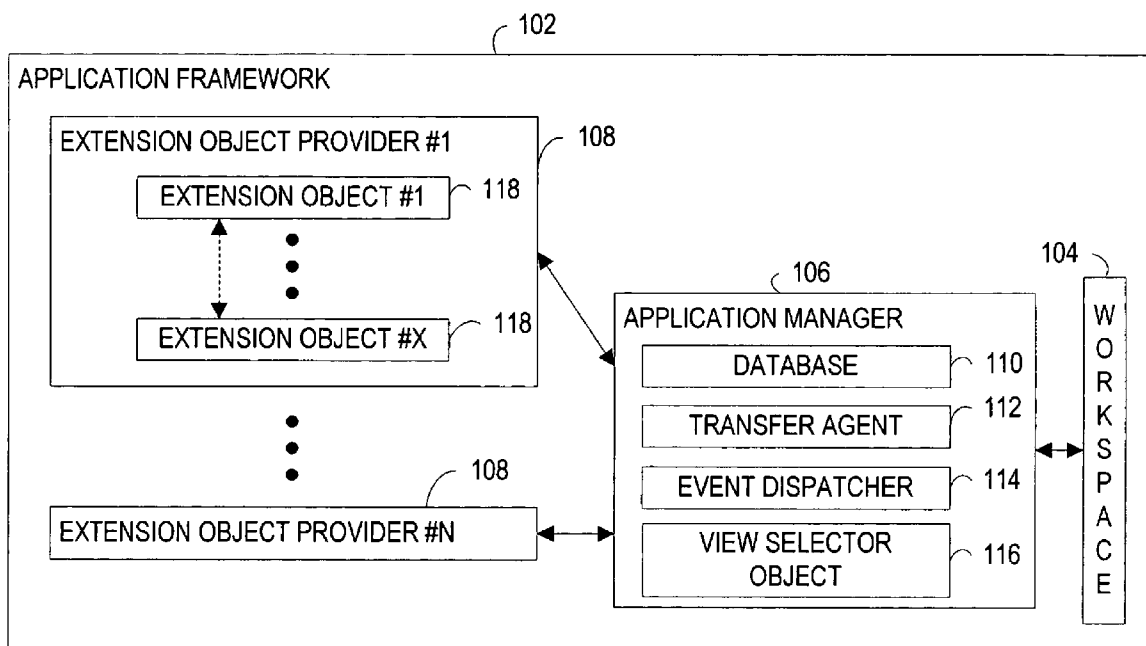 102
APPLICATION FRAMEWORK
EXTENSION OBJECT PROVIDER #1
108
EXTENSION OBJECT #1
118
EXTENSION OBJECT #X
118
106
104
APPLICATION MANAGER
DATABASE
110
TRANSFER AGENT
112
EVENT DISPATCHER
114
VIEW SELECTOR
OBJECT
116
WORKSPACE
108
EXTENSION OBJECT PROVIDER #N